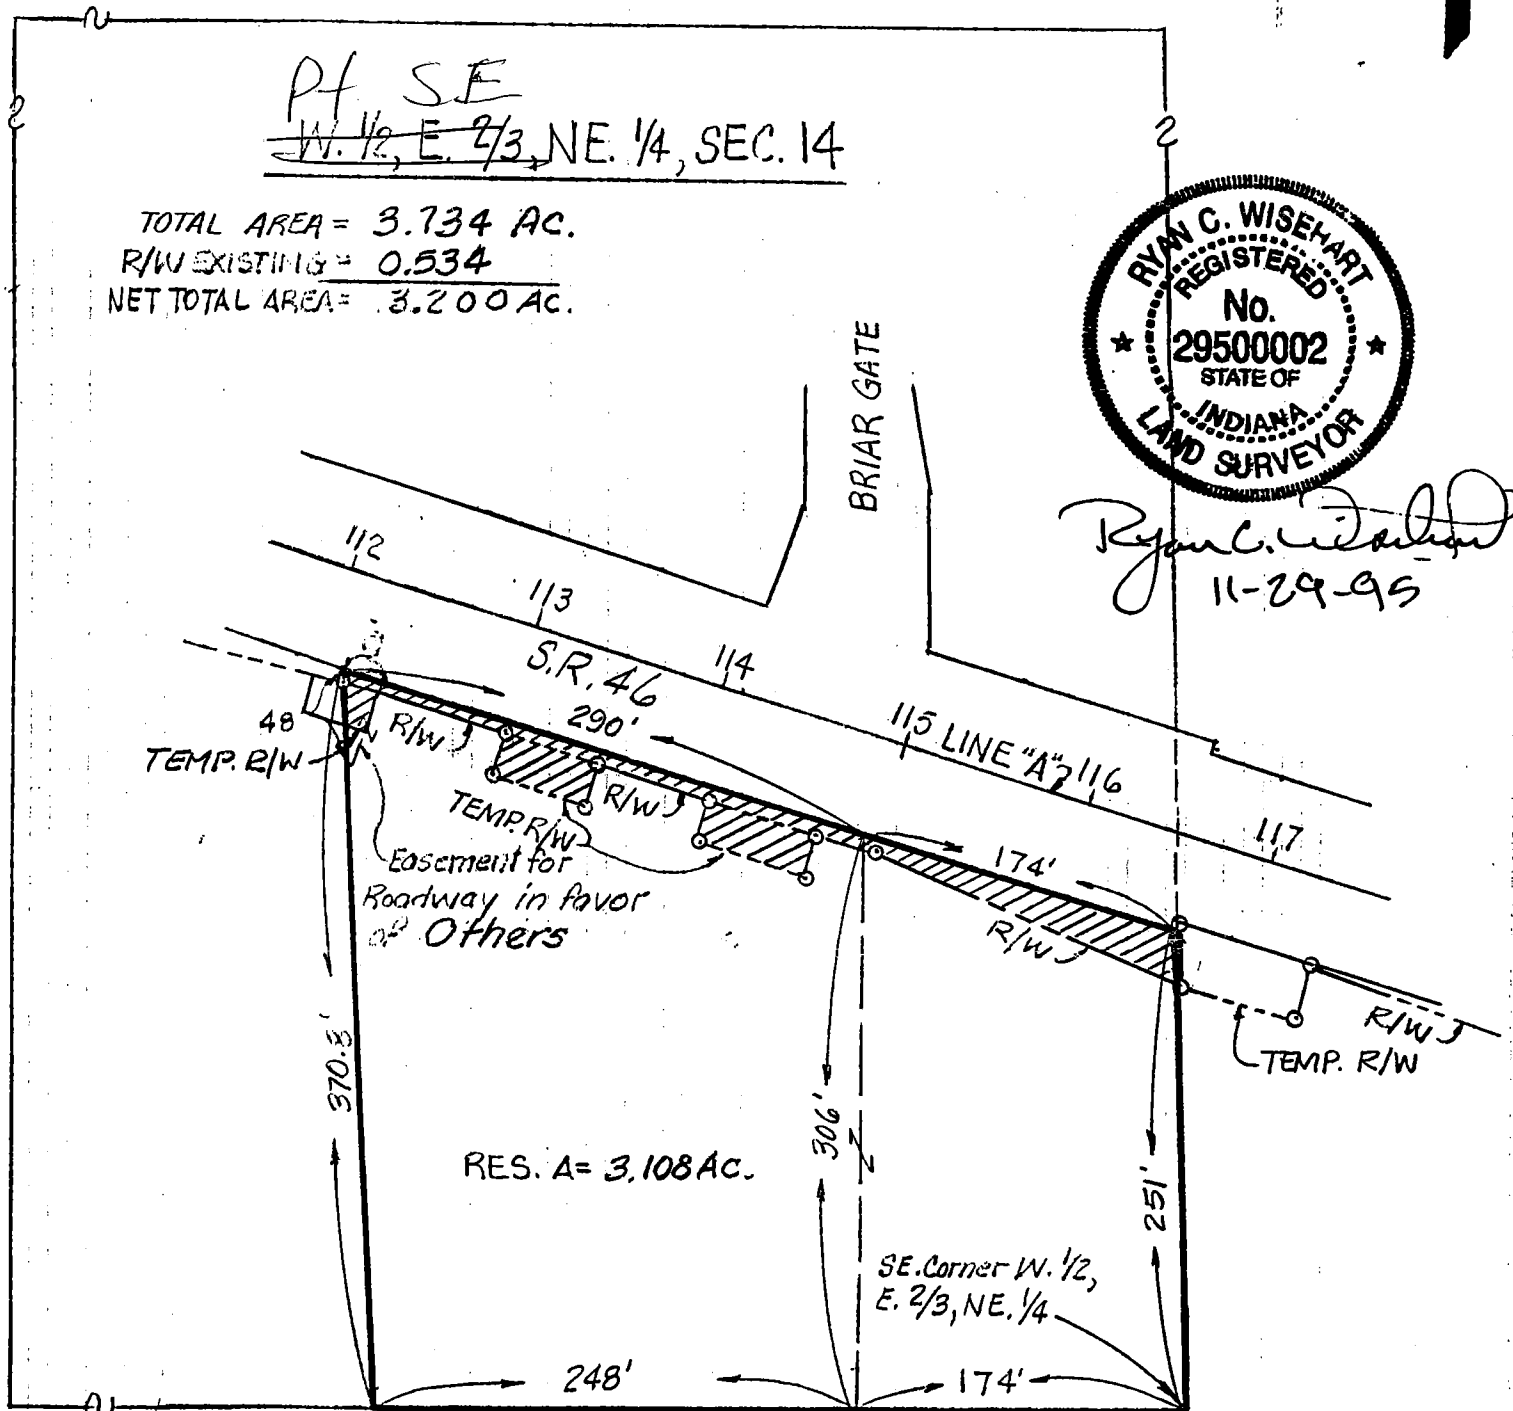 Pt SE
W. 1/2, E. 2/3, NE. 1/4, SEC. 14
TOTAL AREA = 3.734 AC.
R/W EXISTING = 0.534
NET TOTAL AREA = 3.200 AC.
RYAN C. WISEHART
REGISTERED
No.
29500002
STATE OF
INDIANA
LAND SURVEYOR
Ryan C. Wisehart
11-29-95
BRIAR GATE
112
113
114
115
LINE "A"
116
117
S.R. 46
290'
174'
48
TEMP. R/W
R/W
R/W
TEMP. R/W
Easement for
Roadway in favor
of Others
R/W
R/W
TEMP. R/W
370.8'
306'
251'
RES. A= 3.108 AC.
SE. Corner W. 1/2,
E. 2/3, NE. 1/4
248'
174'